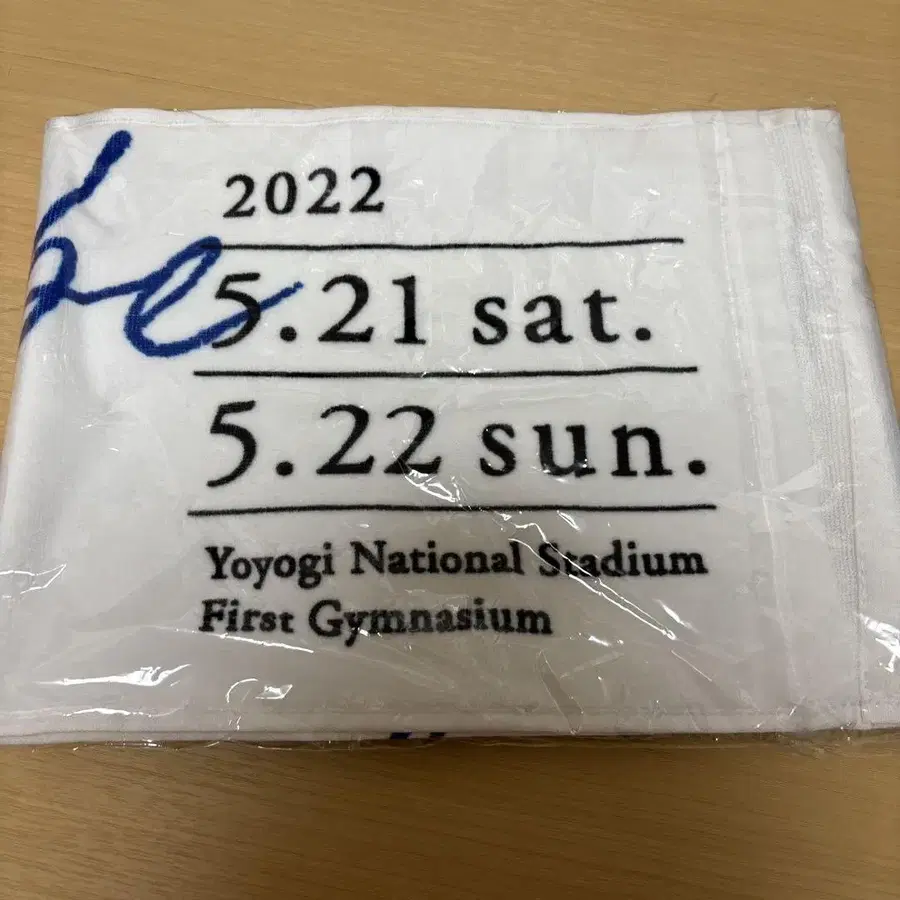 2022
5.21 sat.
5.22 sun.
Yoyogi National Stadium
First Gymnasium